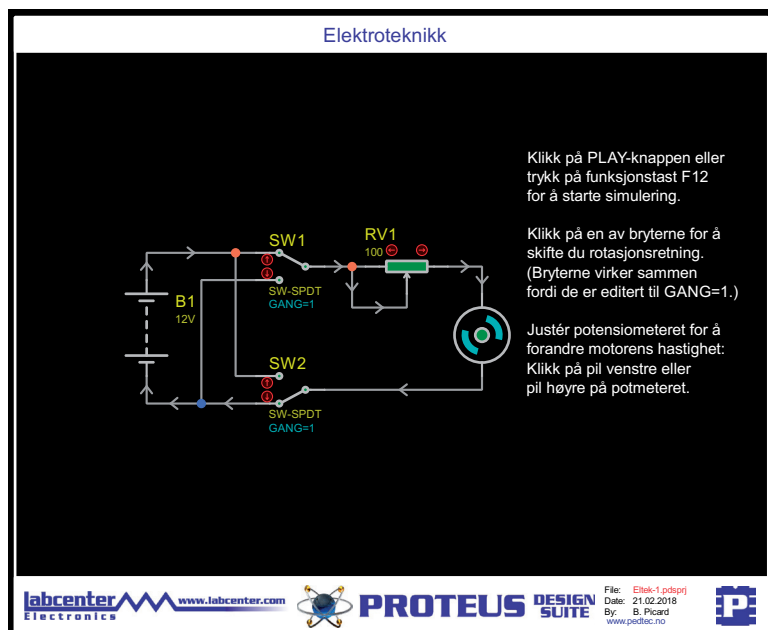 Elektroteknikk
Klikk på PLAY-knappen eller
trykk på funksjonstast F12
for å starte simulering.
Klikk på en av bryterne for å
skifte du rotasjonsretning.
(Bryterne virker sammen
fordi de er editert til GANG=1.)
Justér potensiometeret for å
forandre motorens hastighet:
Klikk på pil venstre eller
pil høyre på potmeteret.
SW1
SW-SPDT
GANG=1
RV1
100
B1
12V
SW2
SW-SPDT
GANG=1
labcenter
Electronics
www.labcenter.com
PROTEUS
DESIGN
SUITE
File: Eltek-1.pdsprj
Date: 21.02.2018
By: B. Picard
www.pedtec.no
P